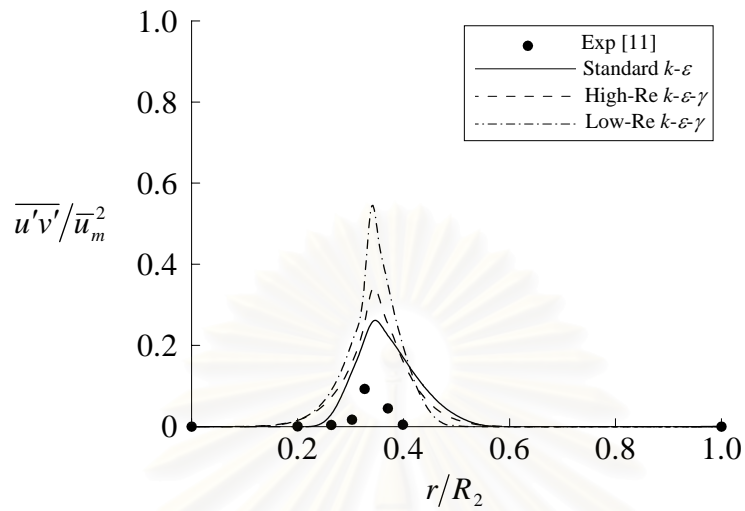 1.0
Exp [11]
Standard k-ε
0.8
High-Re k-ε-γ
Low-Re k-ε-γ
0.6
u'v'/u_m^2
0.4
0.2
0
0.2 0.4 0.6 0.8 1.0
r/R_2